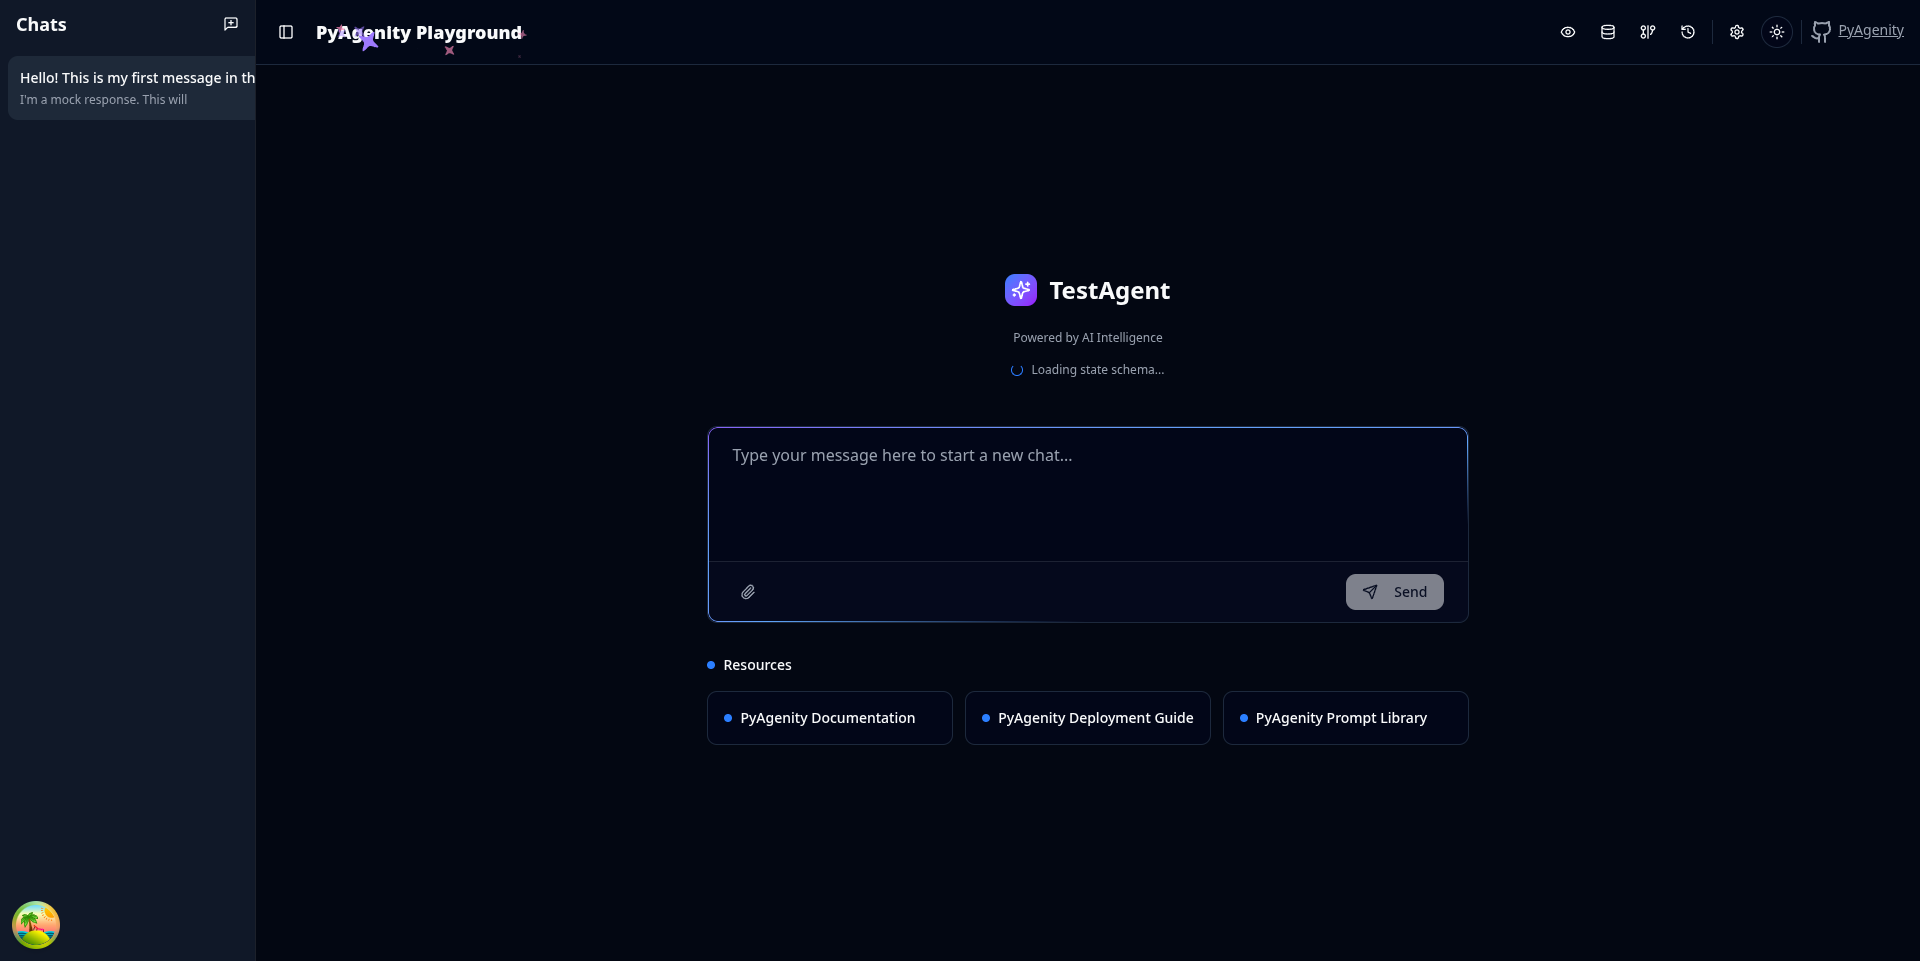 Chats
Hello! This is my first message in th
I'm a mock response. This will
PyAgenity Playground
PyAgenity
TestAgent
Powered by AI Intelligence
Loading state schema...
Type your message here to start a new chat...
Send
Resources
PyAgenity Documentation
PyAgenity Deployment Guide
PyAgenity Prompt Library